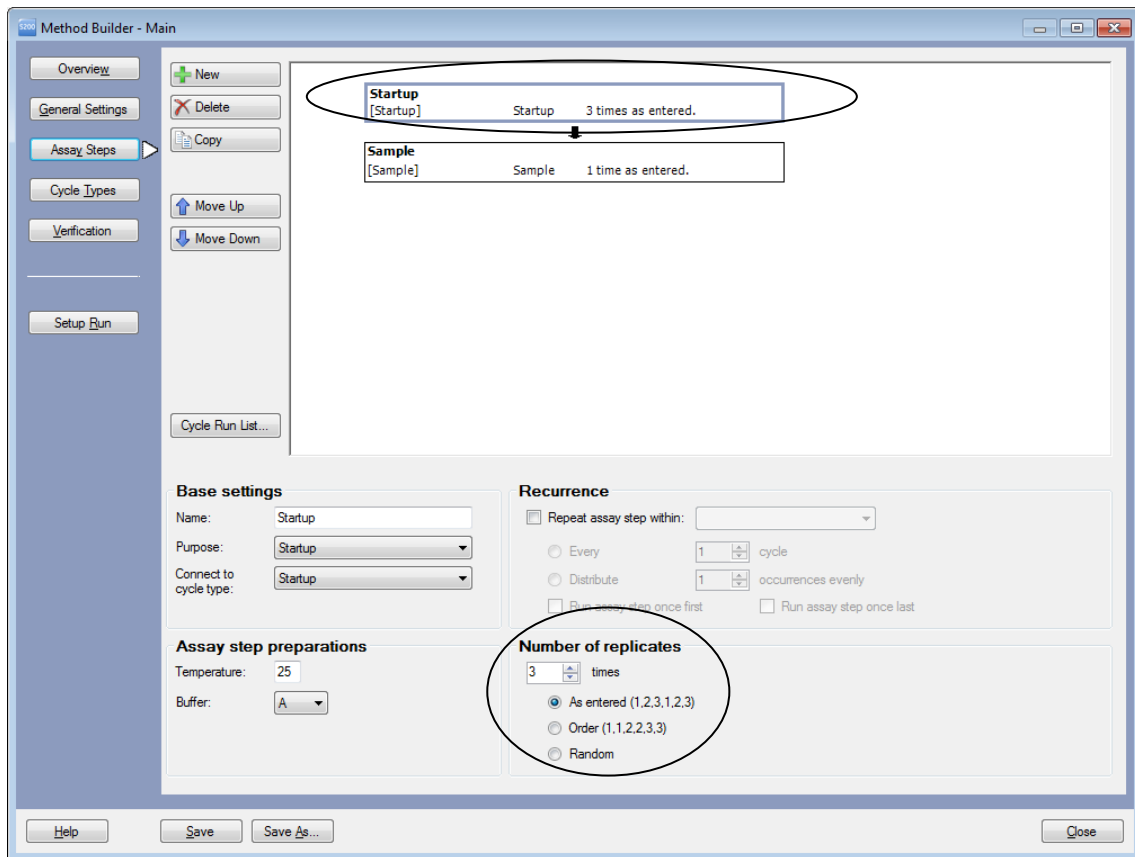 S200 Method Builder - Main
Overview
General Settings
Assay Steps
Cycle Types
Verification
Setup Run
New
Delete
Copy
Move Up
Move Down
Cycle Run List...
Startup
[Startup] Startup 3 times as entered.
Sample
[Sample] Sample 1 time as entered.
Base settings
Name: Startup
Purpose: Startup
Connect to
cycle type: Startup
Recurrence
Repeat assay step within:
Every 1 cycle
Distribute 1 occurrences evenly
Run assay step once first Run assay step once last
Assay step preparations
Temperature: 25
Buffer: A
Number of replicates
3 times
As entered (1,2,3,1,2,3)
Order (1,1,2,2,3,3)
Random
Help Save Save As... Close